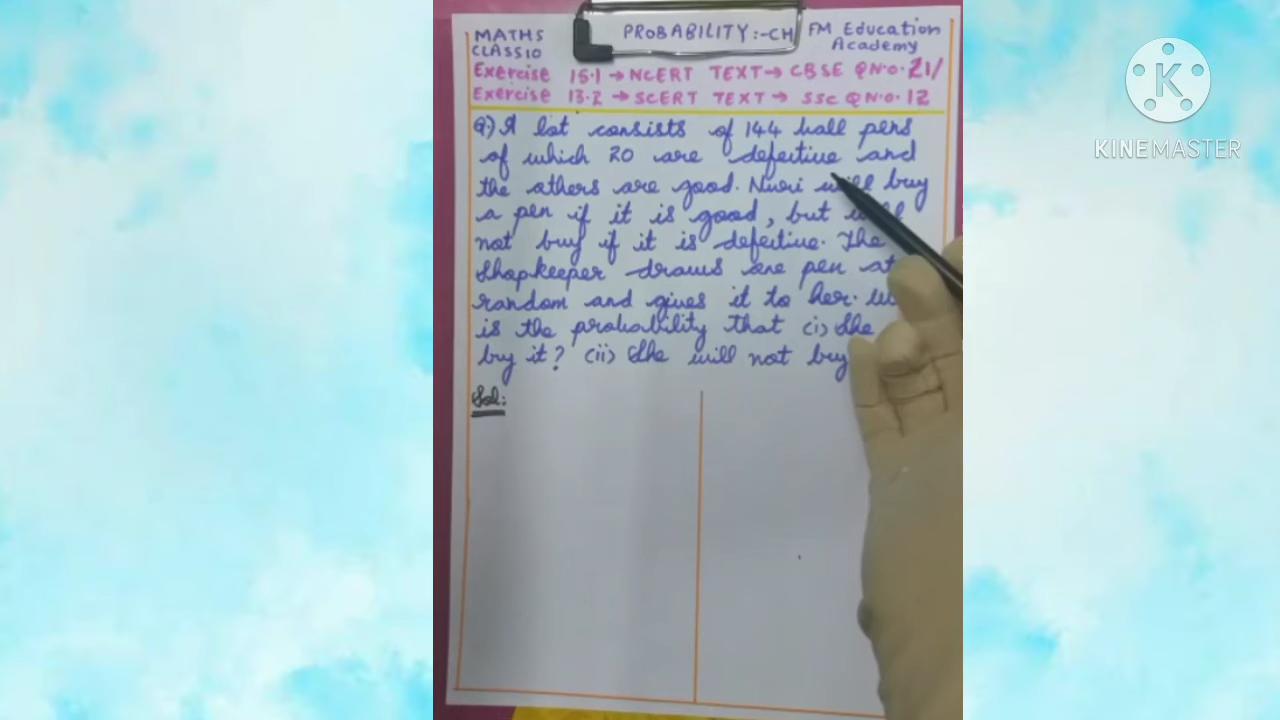 MATHS
CLASS10
PROBABILITY:-CH
FM Education
Academy
Exercise 15.1 → NCERT TEXT → CBSE QN.O. 21/
Exercise 13.2 → SCERT TEXT → SSC QN.O. 12
Q:) A lot consists of 144 ball pens
of which 20 are defective and
the others are good. Nuri will buy
a pen if it is good, but will
not buy if it is defective. The
shopkeeper draws one pen at
random and gives it to her.
is the probability that (i) She
buy it? (ii) She will not buy
Sol:
K
KINEMASTER